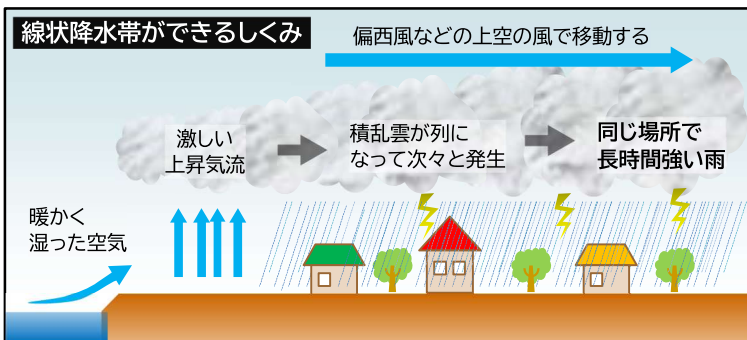 線状降水帯ができるしくみ
偏西風などの上空の風で移動する
激しい
上昇気流
積乱雲が列に
なって次々と発生
同じ場所で
長時間強い雨
暖かく
湿った空気